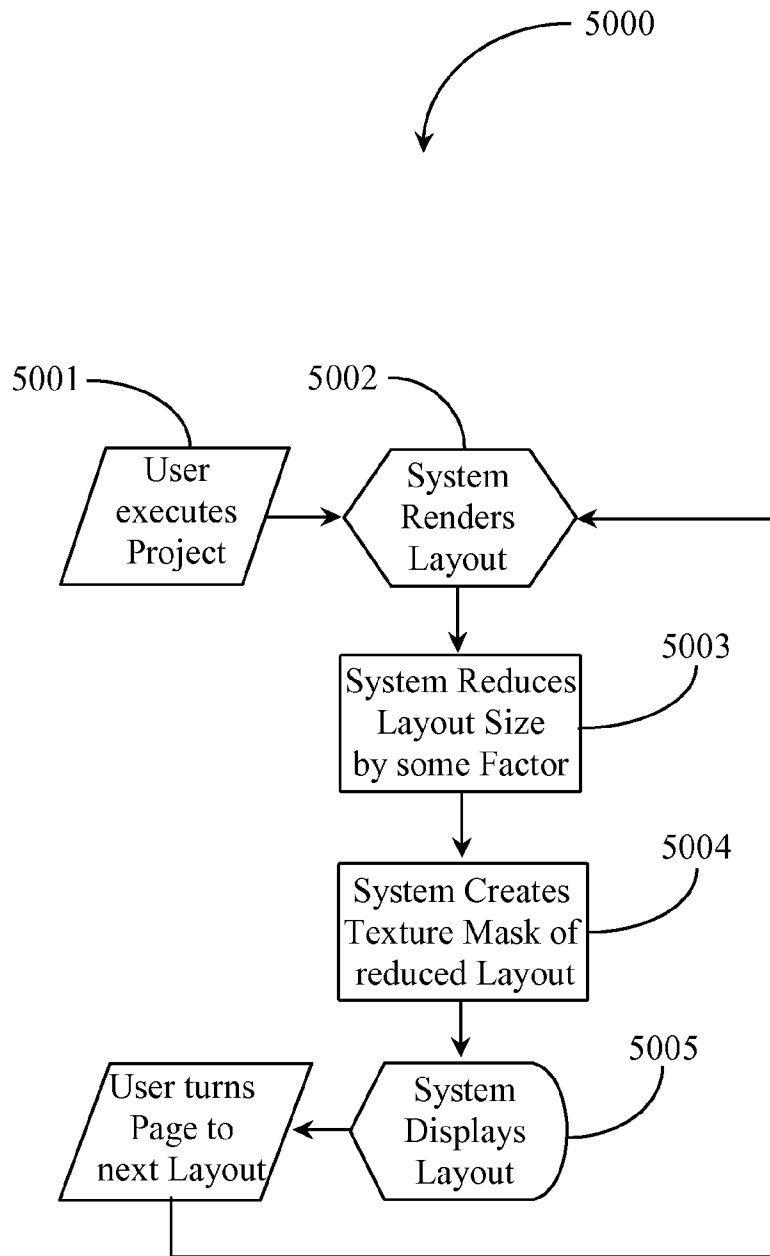 5000
5001
5002
User
executes
Project
System
Renders
Layout
5003
System Reduces
Layout Size
by some Factor
5004
System Creates
Texture Mask of
reduced Layout
5005
User turns
Page to
next Layout
System
Displays
Layout